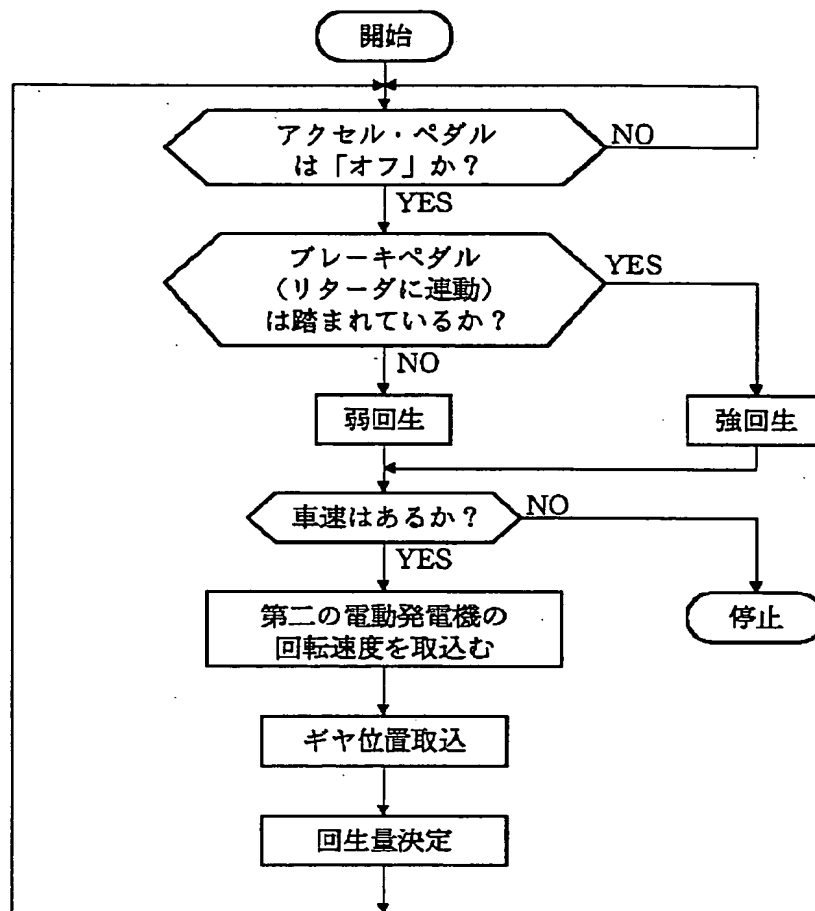 開始
アクセル・ペダル
は「オフ」か？
NO
YES
ブレーキペダル
（リターダに連動）
は踏まれているか？
YES
NO
弱回生
強回生
車速はあるか？
NO
YES
第二の電動発電機の
回転速度を取込む
停止
ギヤ位置取込
回生量決定